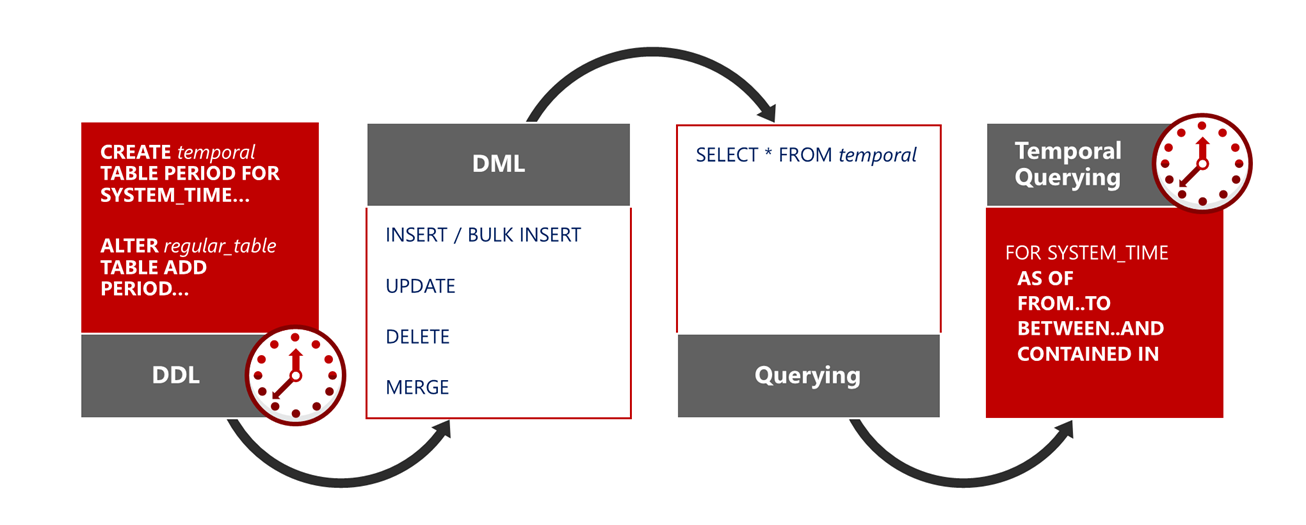 CREATE temporal
TABLE PERIOD FOR
SYSTEM_TIME...
ALTER regular_table
TABLE ADD
PERIOD...
DDL
DML
INSERT / BULK INSERT
UPDATE
DELETE
MERGE
SELECT * FROM temporal
Querying
Temporal
Querying
FOR SYSTEM_TIME
AS OF
FROM..TO
BETWEEN..AND
CONTAINED IN